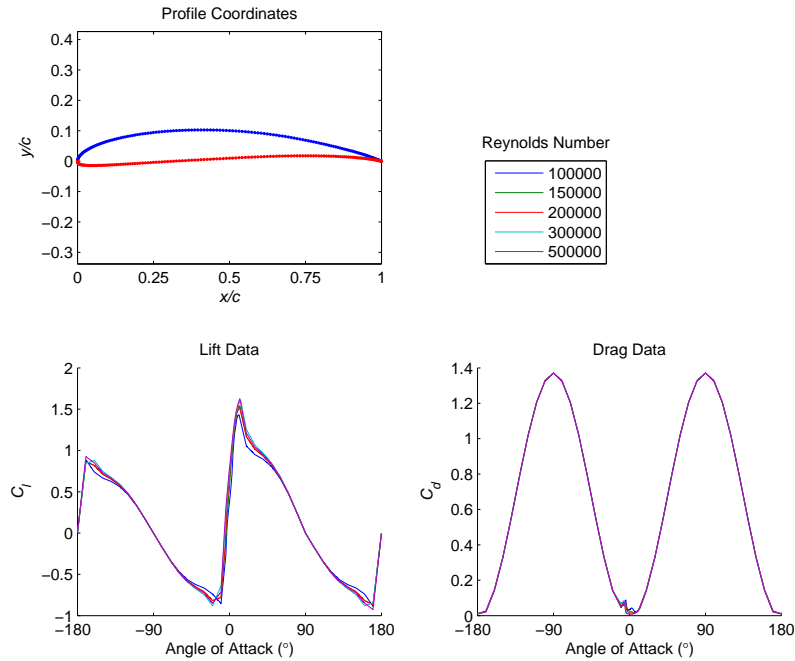 Profile Coordinates
0.4
0.3
0.2
0.1
0
−0.1
−0.2
−0.3
y/c
0 0.25 0.5 0.75 1
x/c
Reynolds Number
100000
150000
200000
300000
500000
Lift Data
2
1.5
1
0.5
0
−0.5
−1
C_l
−180 −90 0 90 180
Angle of Attack (°)
Drag Data
1.4
1.2
1
0.8
0.6
0.4
0.2
0
C_d
−180 −90 0 90 180
Angle of Attack (°)